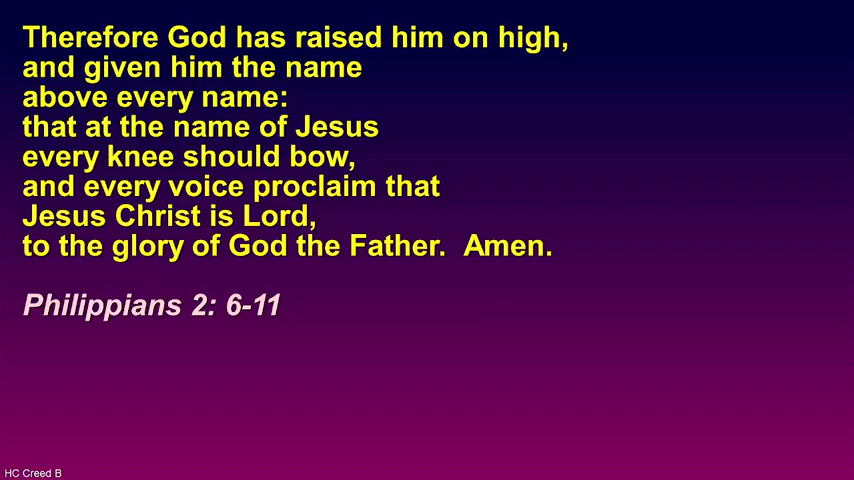 Therefore God has raised him on high,
and given him the name
above every name:
that at the name of Jesus
every knee should bow,
and every voice proclaim that
Jesus Christ is Lord,
to the glory of God the Father.  Amen.
Philippians 2: 6-11
HC Creed B